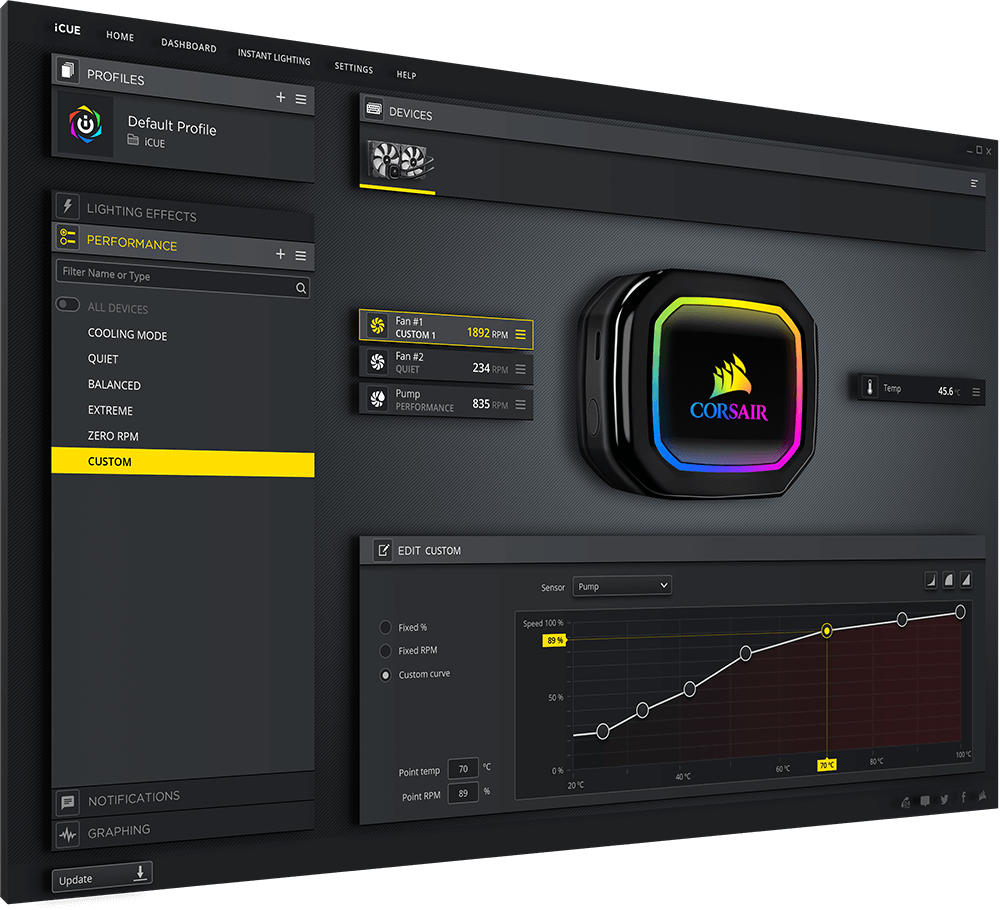 iCUE HOME DASHBOARD INSTANT LIGHTING SETTINGS HELP
PROFILES
Default Profile
iCUE
LIGHTING EFFECTS
PERFORMANCE
Filter Name or Type
ALL DEVICES
COOLING MODE
QUIET
BALANCED
EXTREME
ZERO RPM
CUSTOM
NOTIFICATIONS
GRAPHING
Update
DEVICES
Fan #1
CUSTOM 1 1892 RPM
Fan #2
QUIET 234 RPM
Pump
PERFORMANCE 835 RPM
CORSAIR
Temp 45.6 °C
EDIT CUSTOM
Sensor Pump
Fixed %
Fixed RPM
Custom curve
Point temp 70 °C
Point RPM 89 %
Speed 100 %
89 %
50 %
0 %
20 °C 40 °C 60 °C 70 °C 80 °C 100 °C